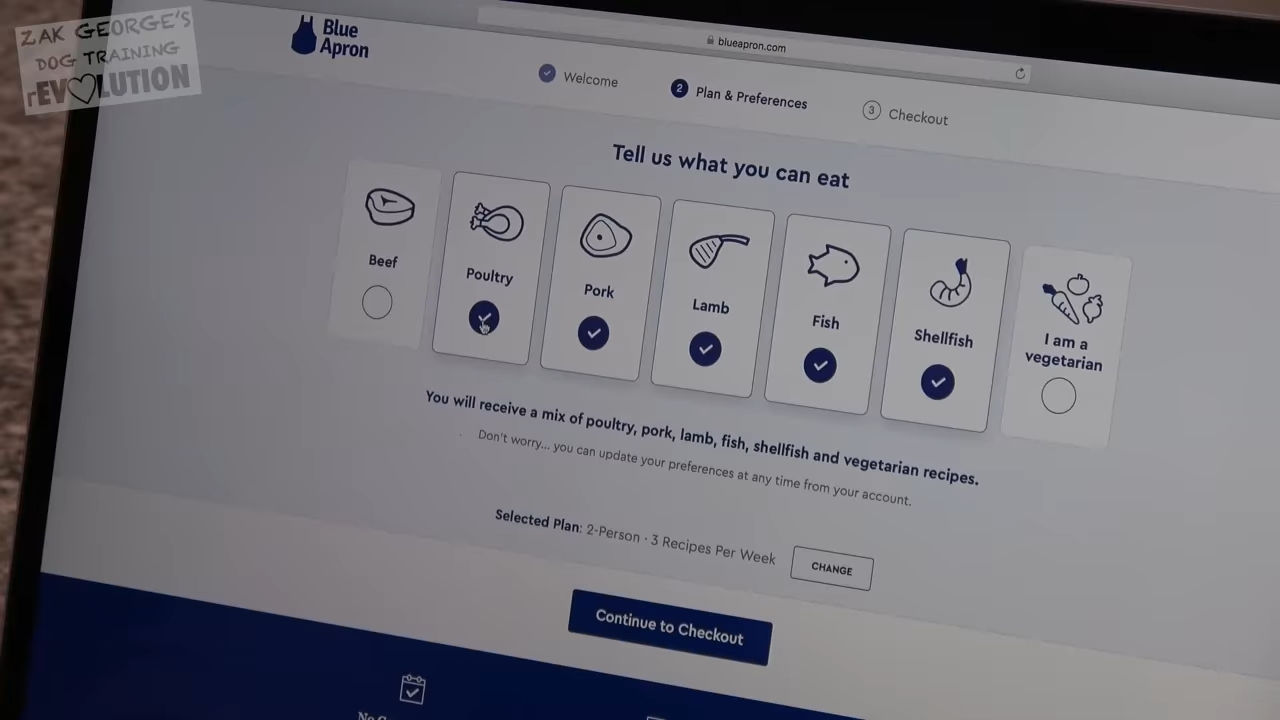 ZAK GEORGE'S
DOG TRAINING
rEVOLUTION
Blue
Apron
blueapron.com
Welcome
2 Plan & Preferences
3 Checkout
Tell us what you can eat
Beef
Poultry
Pork
Lamb
Fish
Shellfish
I am a
vegetarian
You will receive a mix of poultry, pork, lamb, fish, shellfish and vegetarian recipes.
Don't worry... you can update your preferences at any time from your account.
Selected Plan: 2-Person · 3 Recipes Per Week
CHANGE
Continue to Checkout